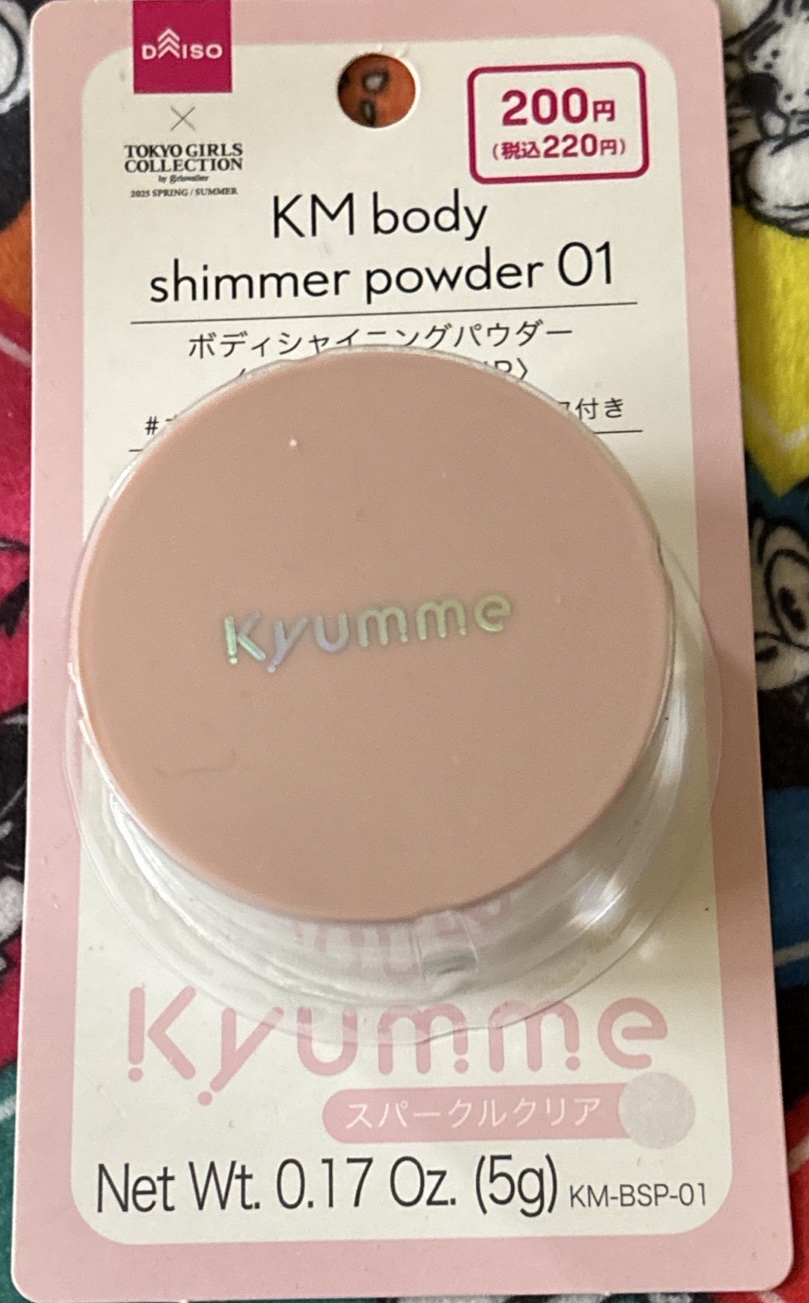 DAISO
×
TOKYO GIRLS
COLLECTION
by girlswalker
2025 SPRING / SUMMER
200円
(税込220円)
KM body
shimmer powder 01
ボディシャイニングパウダー
#
付き
Kyumme
Kyumme
スパークルクリア
Net Wt. 0.17 Oz. (5g) KM-BSP-01